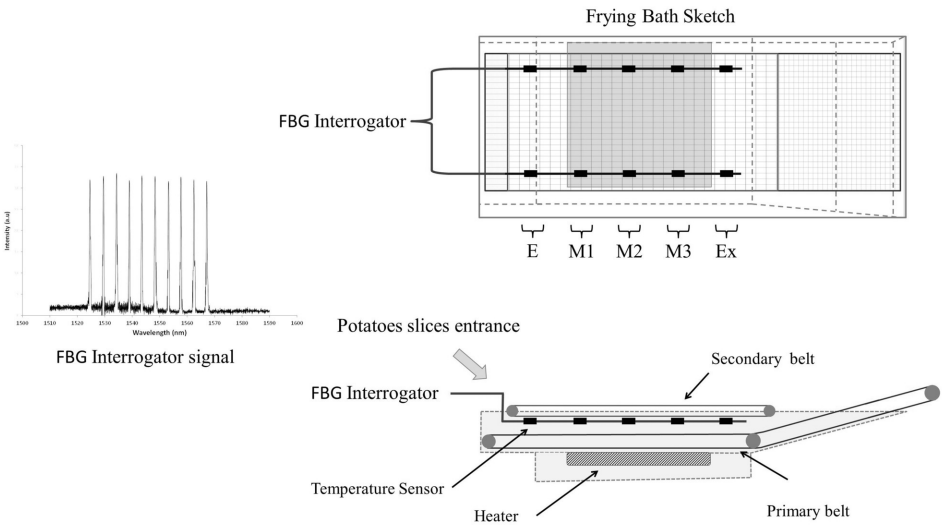 Frying Bath Sketch
FBG Interrogator
E M1 M2 M3 Ex
Intensity (a.u)
1500 1510 1520 1530 1540 1550 1560 1570 1580 1590 1600
Wavelength (nm)
FBG Interrogator signal
Potatoes slices entrance
Secondary belt
FBG Interrogator
Temperature Sensor
Heater
Primary belt